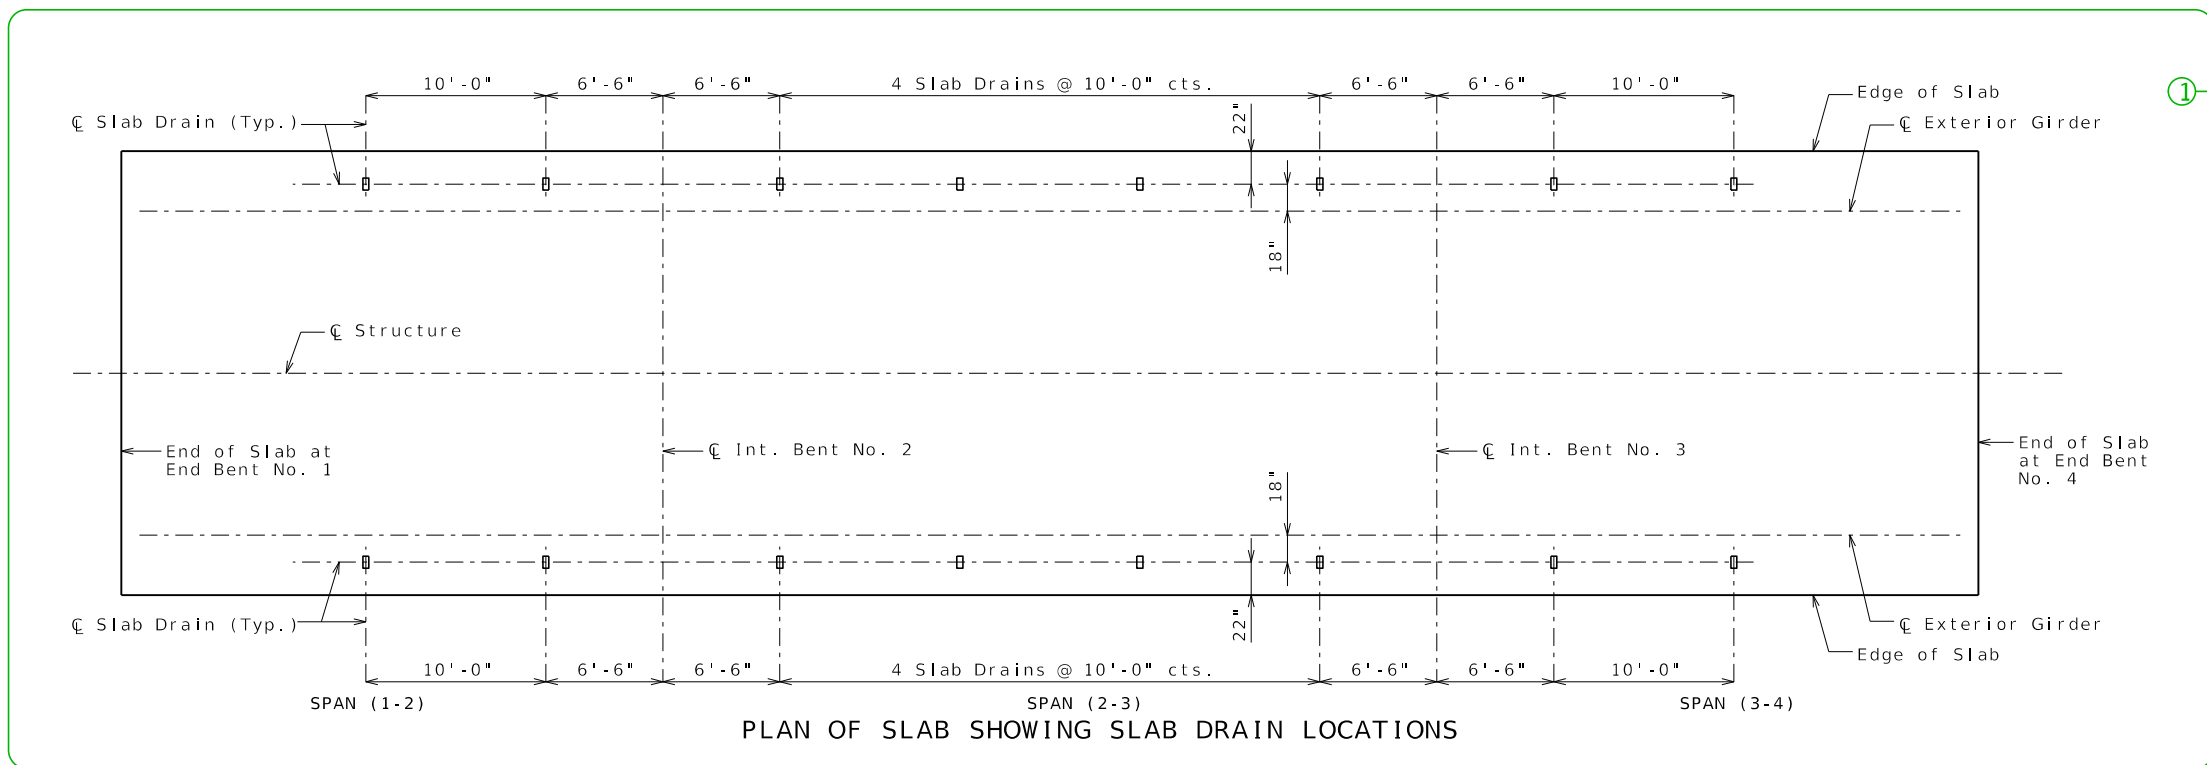 10'-0" 6'-6" 6'-6" 4 Slab Drains @ 10'-0" cts. 6'-6" 6'-6" 10'-0"
22"
Edge of Slab
1
℄ Slab Drain (Typ.)
℄ Exterior Girder
18"
℄ Structure
End of Slab at
End Bent No. 1
℄ Int. Bent No. 2
℄ Int. Bent No. 3
End of Slab
at End Bent
No. 4
18"
22"
℄ Slab Drain (Typ.)
℄ Exterior Girder
Edge of Slab
10'-0" 6'-6" 6'-6" 4 Slab Drains @ 10'-0" cts. 6'-6" 6'-6" 10'-0"
SPAN (1-2) SPAN (2-3) SPAN (3-4)
PLAN OF SLAB SHOWING SLAB DRAIN LOCATIONS